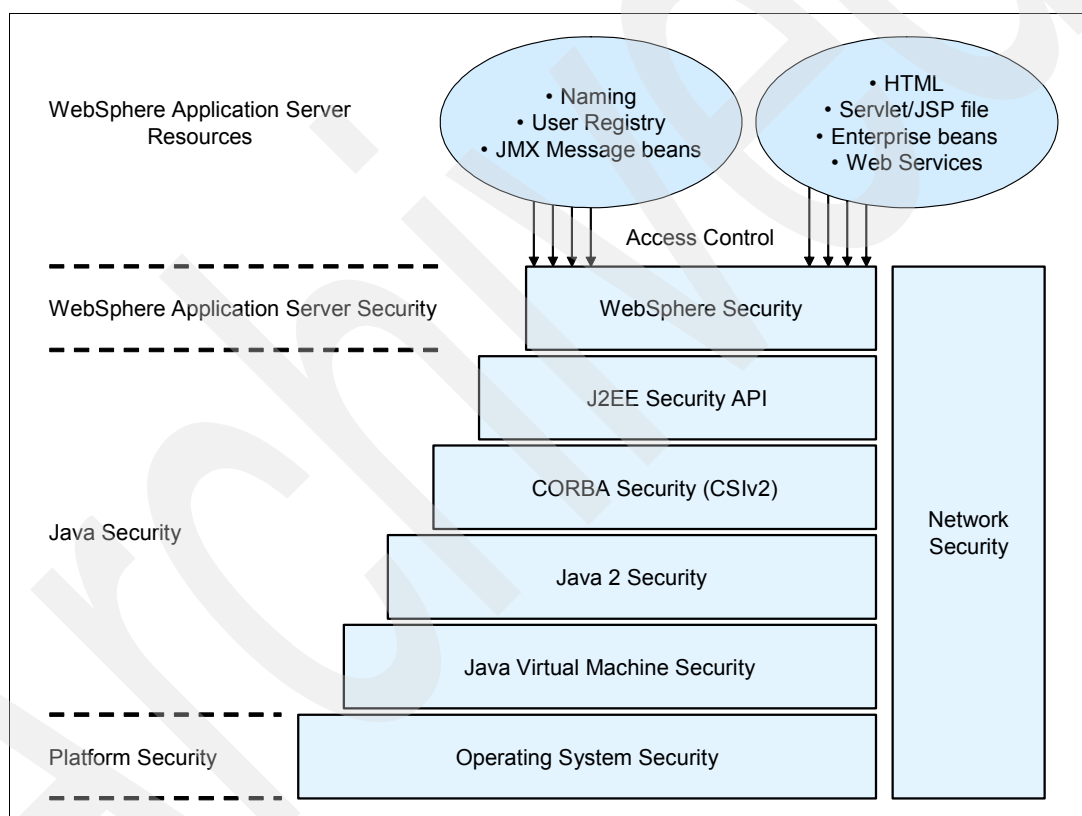 WebSphere Application Server
Resources
• Naming
• User Registry
• JMX Message beans
• HTML
• Servlet/JSP file
• Enterprise beans
• Web Services
Access Control
WebSphere Application Server Security
WebSphere Security
J2EE Security API
CORBA Security (CSIv2)
Java Security
Java 2 Security
Java Virtual Machine Security
Network
Security
Platform Security
Operating System Security
Archived